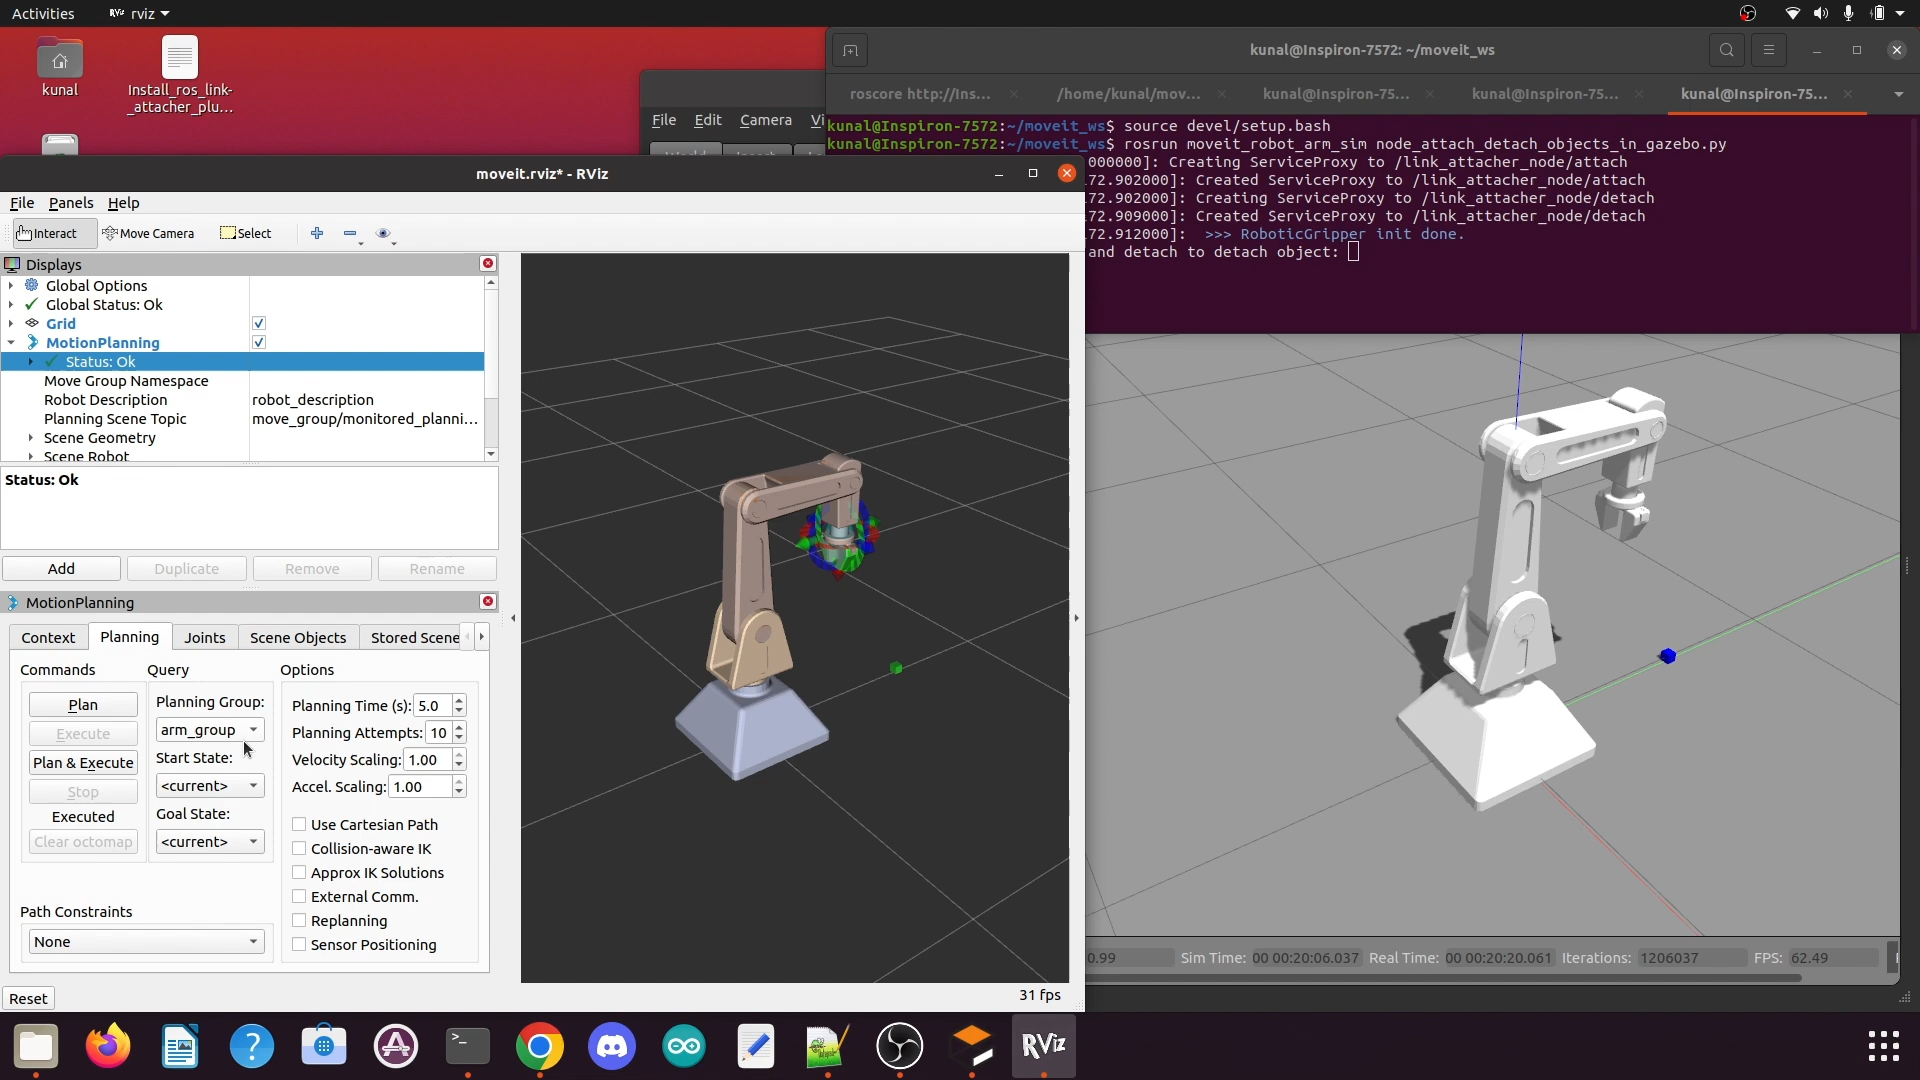 Activities
rviz
kunal
Install_ros_link-
_attacher_plu...
File Edit Camera
kunal@Inspiron-7572: ~/moveit_ws
roscore http://Ins...
/home/kunal/mov...
kunal@Inspiron-75...
kunal@Inspiron-75...
kunal@Inspiron-75...
kunal@Inspiron-7572:~/moveit_ws$ source devel/setup.bash
kunal@Inspiron-7572:~/moveit_ws$ rosrun moveit_robot_arm_sim node_attach_detach_objects_in_gazebo.py
000000]: Creating ServiceProxy to /link_attacher_node/attach
72.902000]: Created ServiceProxy to /link_attacher_node/attach
72.902000]: Creating ServiceProxy to /link_attacher_node/detach
72.909000]: Created ServiceProxy to /link_attacher_node/detach
72.912000]: >>> RoboticGripper init done.
and detach to detach object:
moveit.rviz* - RViz
File Panels Help
Interact Move Camera Select
Displays
Global Options
Global Status: Ok
Grid
MotionPlanning
Status: Ok
Move Group Namespace
Robot Description robot_description
Planning Scene Topic move_group/monitored_planni...
Scene Geometry
Scene Robot
Status: Ok
Add Duplicate Remove Rename
MotionPlanning
Context Planning Joints Scene Objects Stored Scene
Commands Query Options
Plan
Execute
Plan & Execute
Stop
Executed
Clear octomap
Planning Group:
arm_group
Start State:
<current>
Goal State:
<current>
Planning Time (s): 5.0
Planning Attempts: 10
Velocity Scaling: 1.00
Accel. Scaling: 1.00
Use Cartesian Path
Collision-aware IK
Approx IK Solutions
External Comm.
Replanning
Sensor Positioning
Path Constraints
None
Reset
31 fps
0.99 Sim Time: 00 00:20:06.037 Real Time: 00 00:20:20.061 Iterations: 1206037 FPS: 62.49
RViz